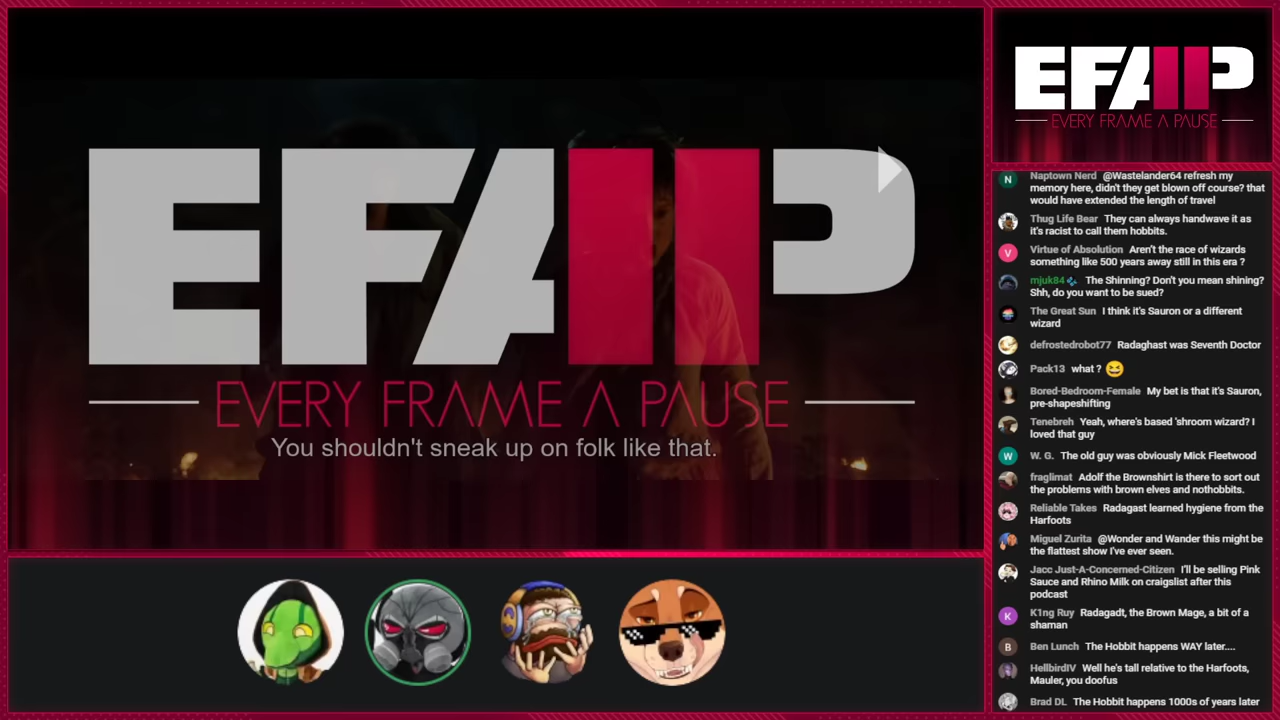 EFAP
EVERY FRAME A PAUSE
You shouldn't sneak up on folk like that.
EFAP
EVERY FRAME A PAUSE
N Naptown Nerd @Wastelander64 refresh my
memory here, didn't they get blown off course? that
would have extended the length of travel
Thug Life Bear They can always handwave it as
it's racist to call them hobbits.
V Virtue of Absolution Aren't the race of wizards
something like 500 years away still in this era ?
mjuk84 The Shinning? Don't you mean shining?
Shh, do you want to be sued?
The Great Sun I think it's Sauron or a different
wizard
defrostedrobot77 Radaghast was Seventh Doctor
Pack13 what ? 😆
Bored-Bedroom-Female My bet is that it's Sauron,
pre-shapeshifting
Tenebreh Yeah, where's based 'shroom wizard? I
loved that guy
W W. G. The old guy was obviously Mick Fleetwood
fraglimat Adolf the Brownshirt is there to sort out
the problems with brown elves and nothobbits.
Reliable Takes Radagast learned hygiene from the
Harfoots
Miguel Zurita @Wonder and Wander this might be
the flattest show I've ever seen.
Jacc Just-A-Concerned-Citizen I'll be selling Pink
Sauce and Rhino Milk on craigslist after this
podcast
K K1ng Ruy Radagadt, the Brown Mage, a bit of a
shaman
B Ben Lunch The Hobbit happens WAY later....
HellbirdIV Well he's tall relative to the Harfoots,
Mauler, you doofus
Brad DL The Hobbit happens 1000s of years later